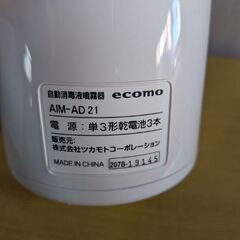 自動消毒液噴霧器 ecomo
AIM-AD21
電 源：単3形乾電池3本
販売元：
株式会社ツカモトコーポレーション
MADE IN CHINA 2078-19145